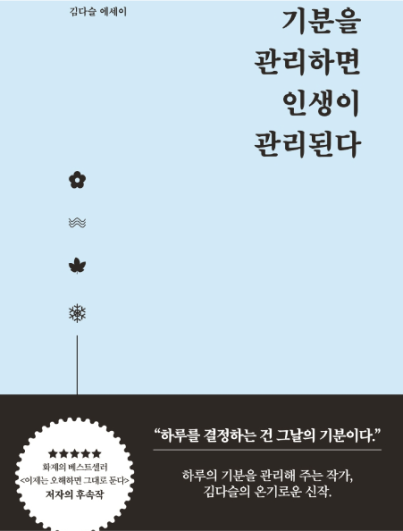 김다슬 에세이
기분을
관리하면
인생이
관리된다
“하루를 결정하는 건 그날의 기분이다.”
하루의 기분을 관리해 주는 작가,
김다슬의 온기로운 신작.
★★★★★
화제의 베스트셀러
<이제는 오해하면 그대로 둔다>
저자의 후속작